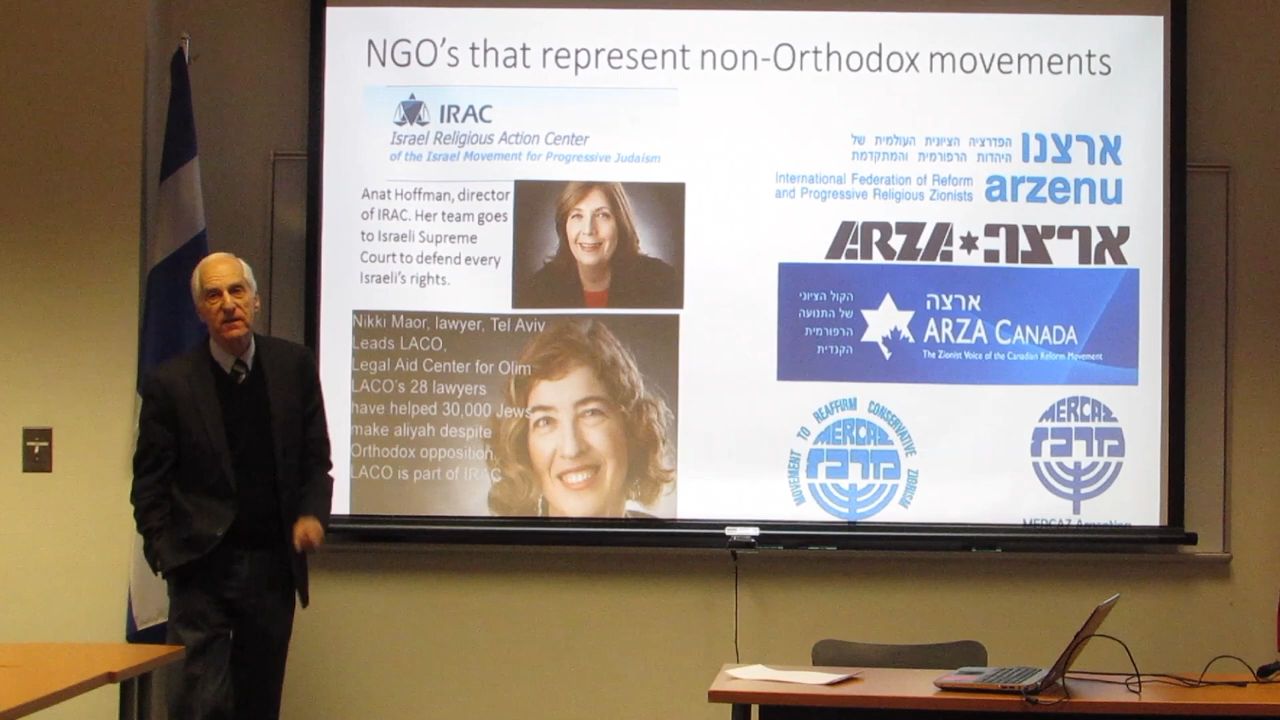 NGO's that represent non-Orthodox movements
IRAC
Israel Religious Action Center
of the Israel Movement for Progressive Judaism
Anat Hoffman, director
of IRAC. Her team goes
to Israeli Supreme
Court to defend every
Israeli's rights.
Nikki Maor, lawyer, Tel Aviv
Leads LACO,
Legal Aid Center for Olim
LACO's 28 lawyers
have helped 30,000 Jews
make aliyah despite
Orthodox opposition.
LACO is part of IRAC
ארצנו
הפדרציה הציונית העולמית של
היהדות הרפורמית והמתקדמת
International Federation of Reform
and Progressive Religious Zionists
arzenu
ARZA ארצה
הקול הציוני
של התנועה
הרפורמית
הקנדית
ארצה
ARZA CANADA
The Zionist Voice of the Canadian Reform Movement
MOVEMENT TO REAFFIRM CONSERVATIVE ZIONISM
MERCAZ
מרכז
MERCAZ
מרכז
MERCAZ Argentina